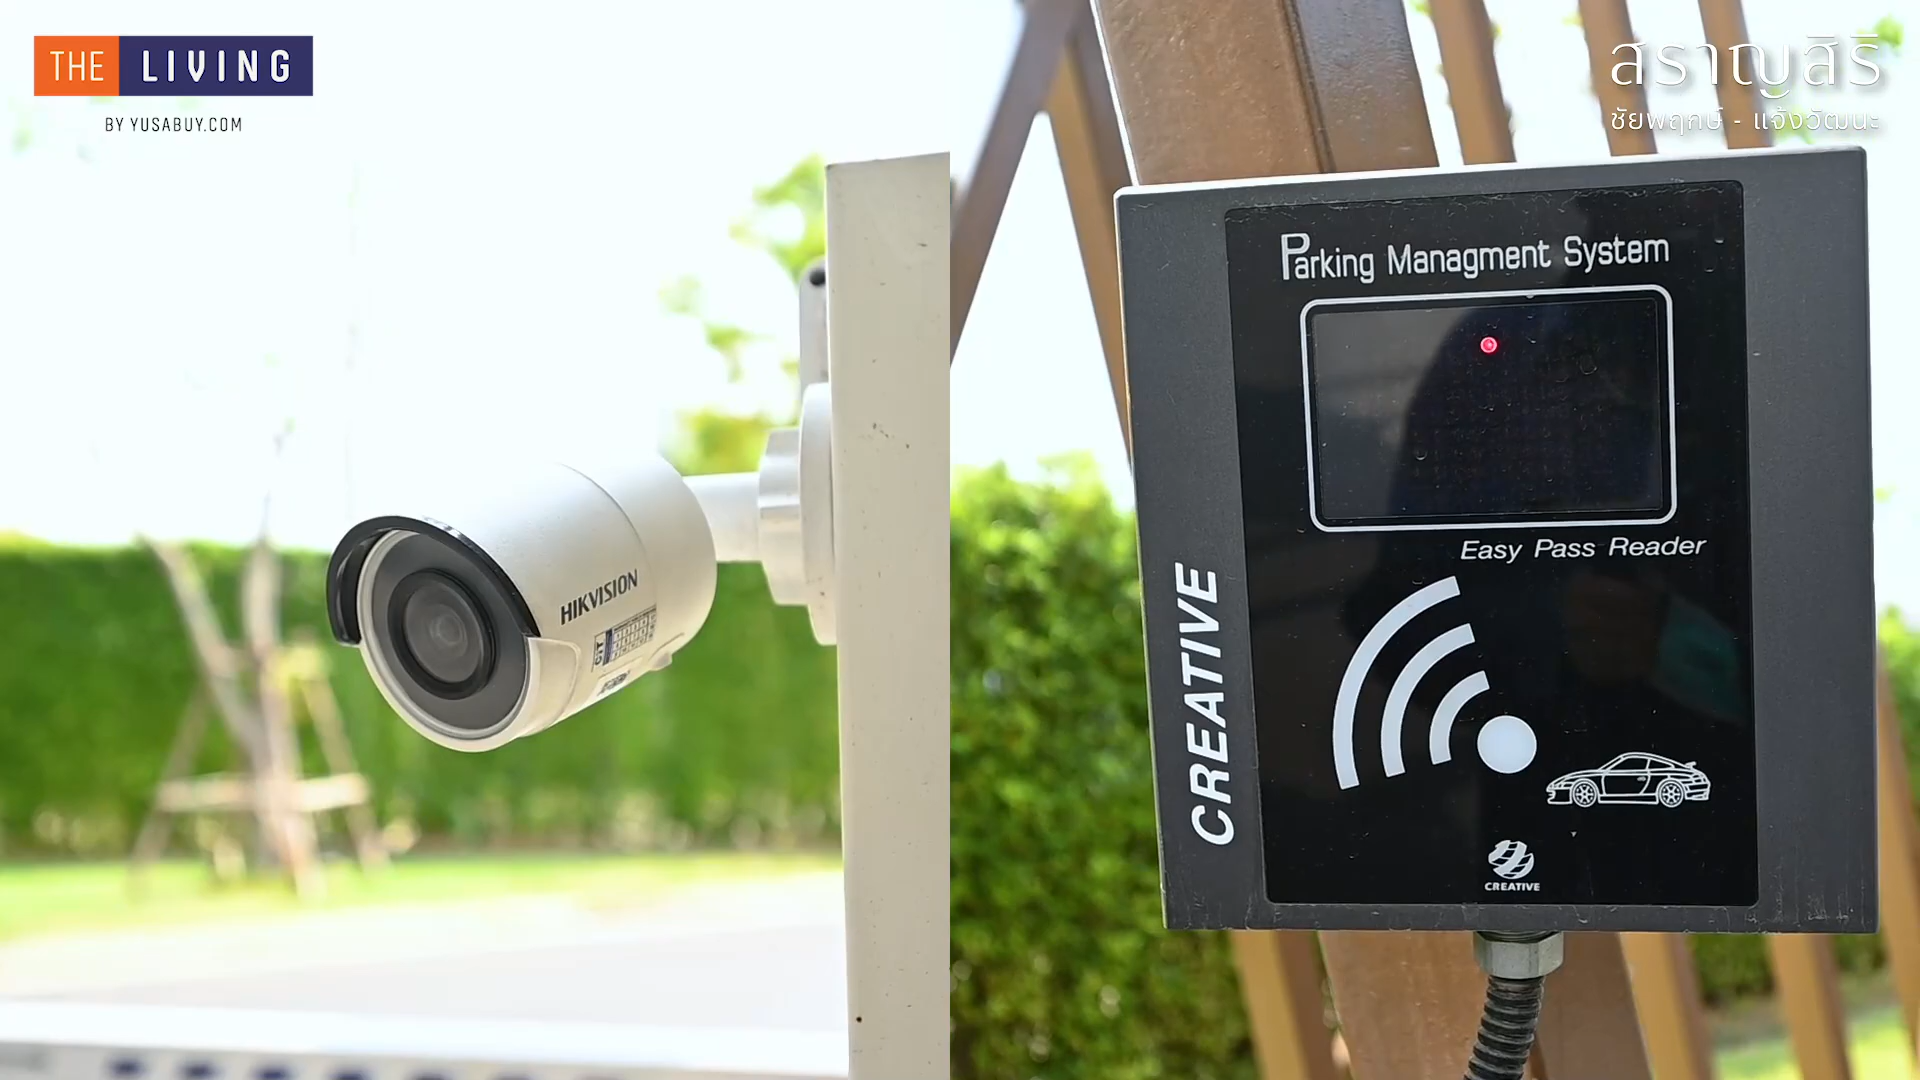 THE LIVING
BY YUSABUY.COM
สราญสิริ
ชัยพฤกษ์ - แจ้งวัฒนะ
HIKVISION
Parking Managment System
Easy Pass Reader
CREATIVE
CREATIVE